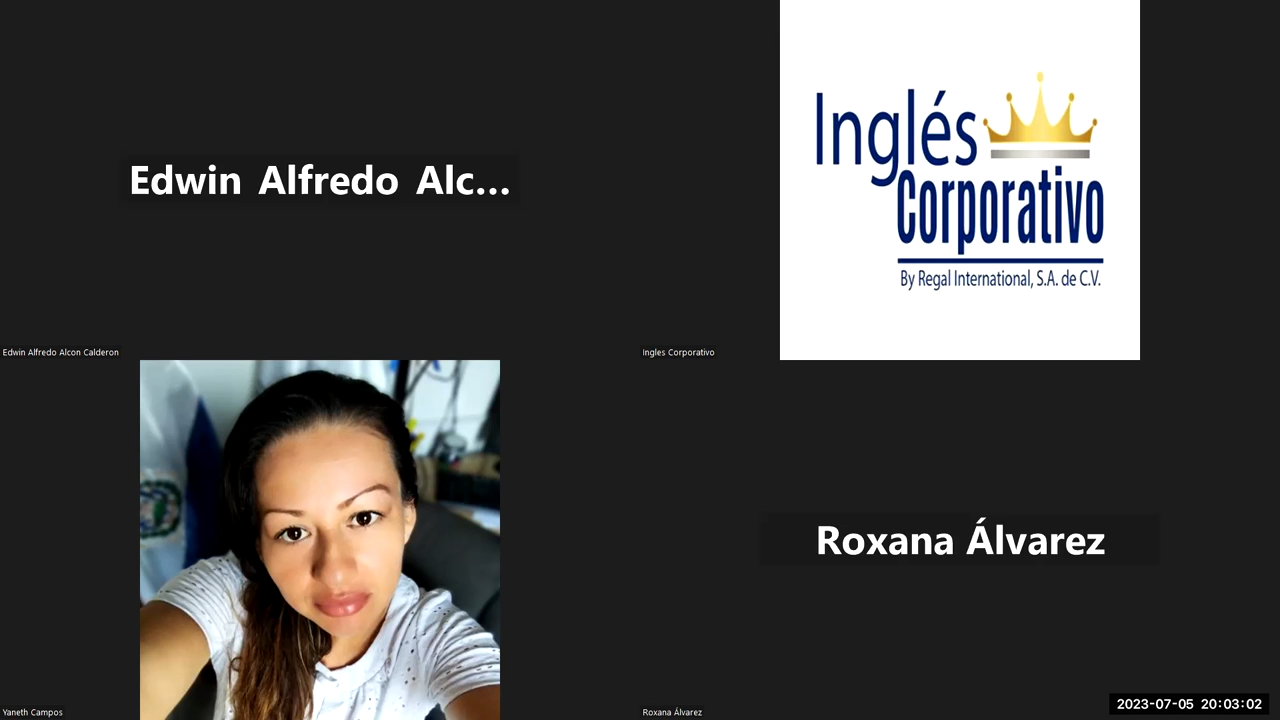 Edwin Alfredo Alc...
Edwin Alfredo Alcon Calderon
Inglés
Corporativo
By Regal International, S.A. de C.V.
Ingles Corporativo
Yaneth Campos
Roxana Álvarez
Roxana Álvarez
2023-07-05 20:03:02